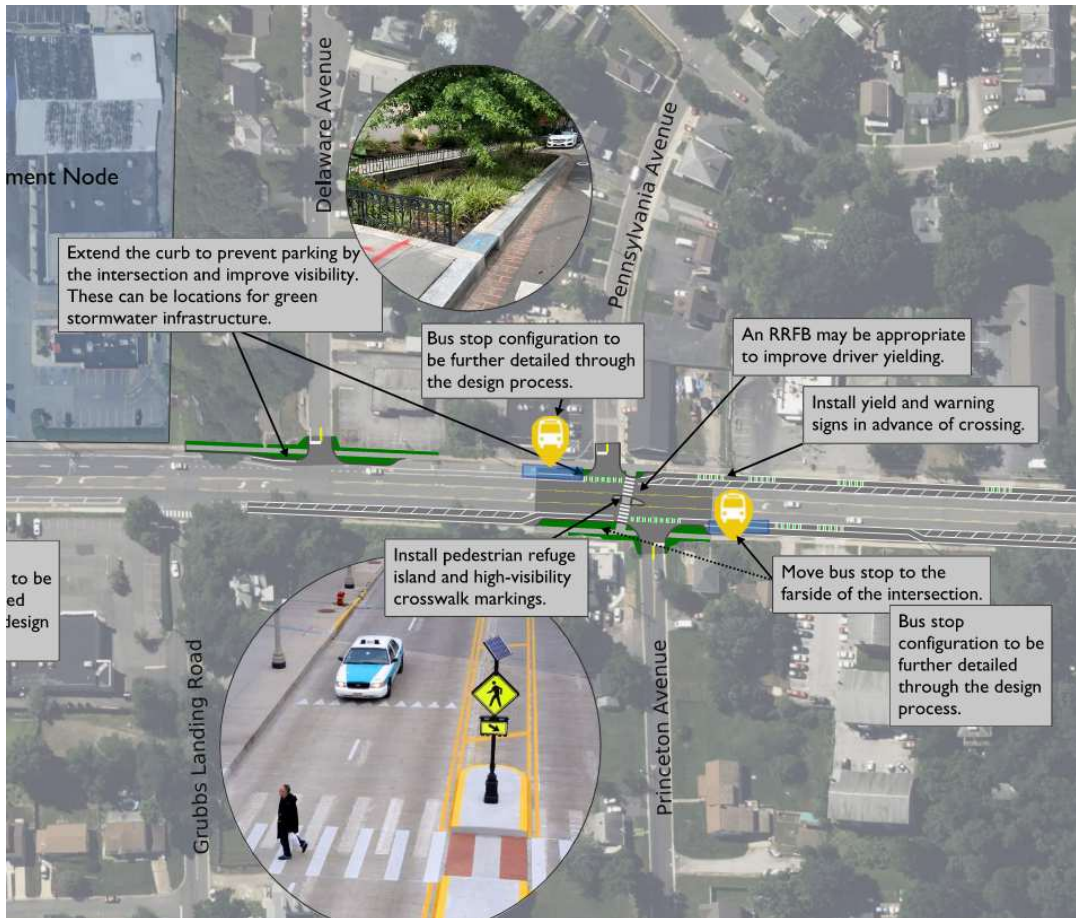 Delaware Avenue
Pennsylvania Avenue
ment Node
Extend the curb to prevent parking by
the intersection and improve visibility.
These can be locations for green
stormwater infrastructure.
Bus stop configuration to
be further detailed through
the design process.
An RRFB may be appropriate
to improve driver yielding.
Install yield and warning
signs in advance of crossing.
Install pedestrian refuge
island and high-visibility
crosswalk markings.
Move bus stop to the
farside of the intersection.
to be
ed
design
Bus stop
configuration to be
further detailed
through the design
process.
Grubbs Landing Road
Princeton Avenue